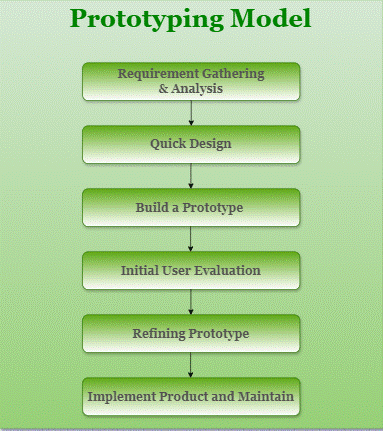 Prototyping Model
Requirement Gathering
& Analysis
Quick Design
Build a Prototype
Initial User Evaluation
Refining Prototype
Implement Product and Maintain